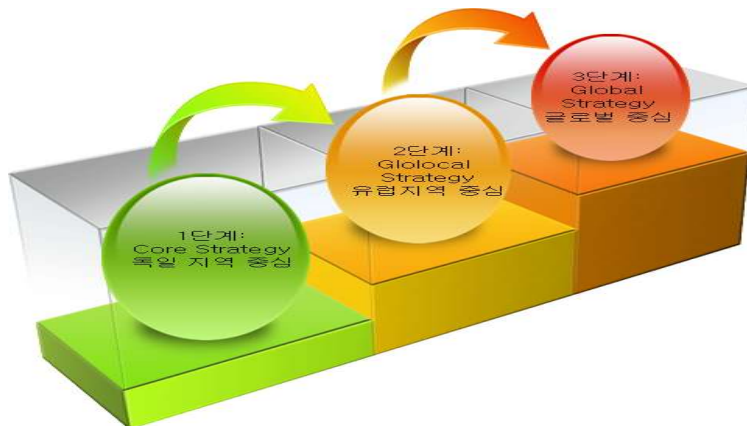 1단계:
Core Strategy
독일 지역 중심
2단계:
Glolocal
Strategy
유럽지역 중심
3단계:
Global
Strategy
글로벌 중심